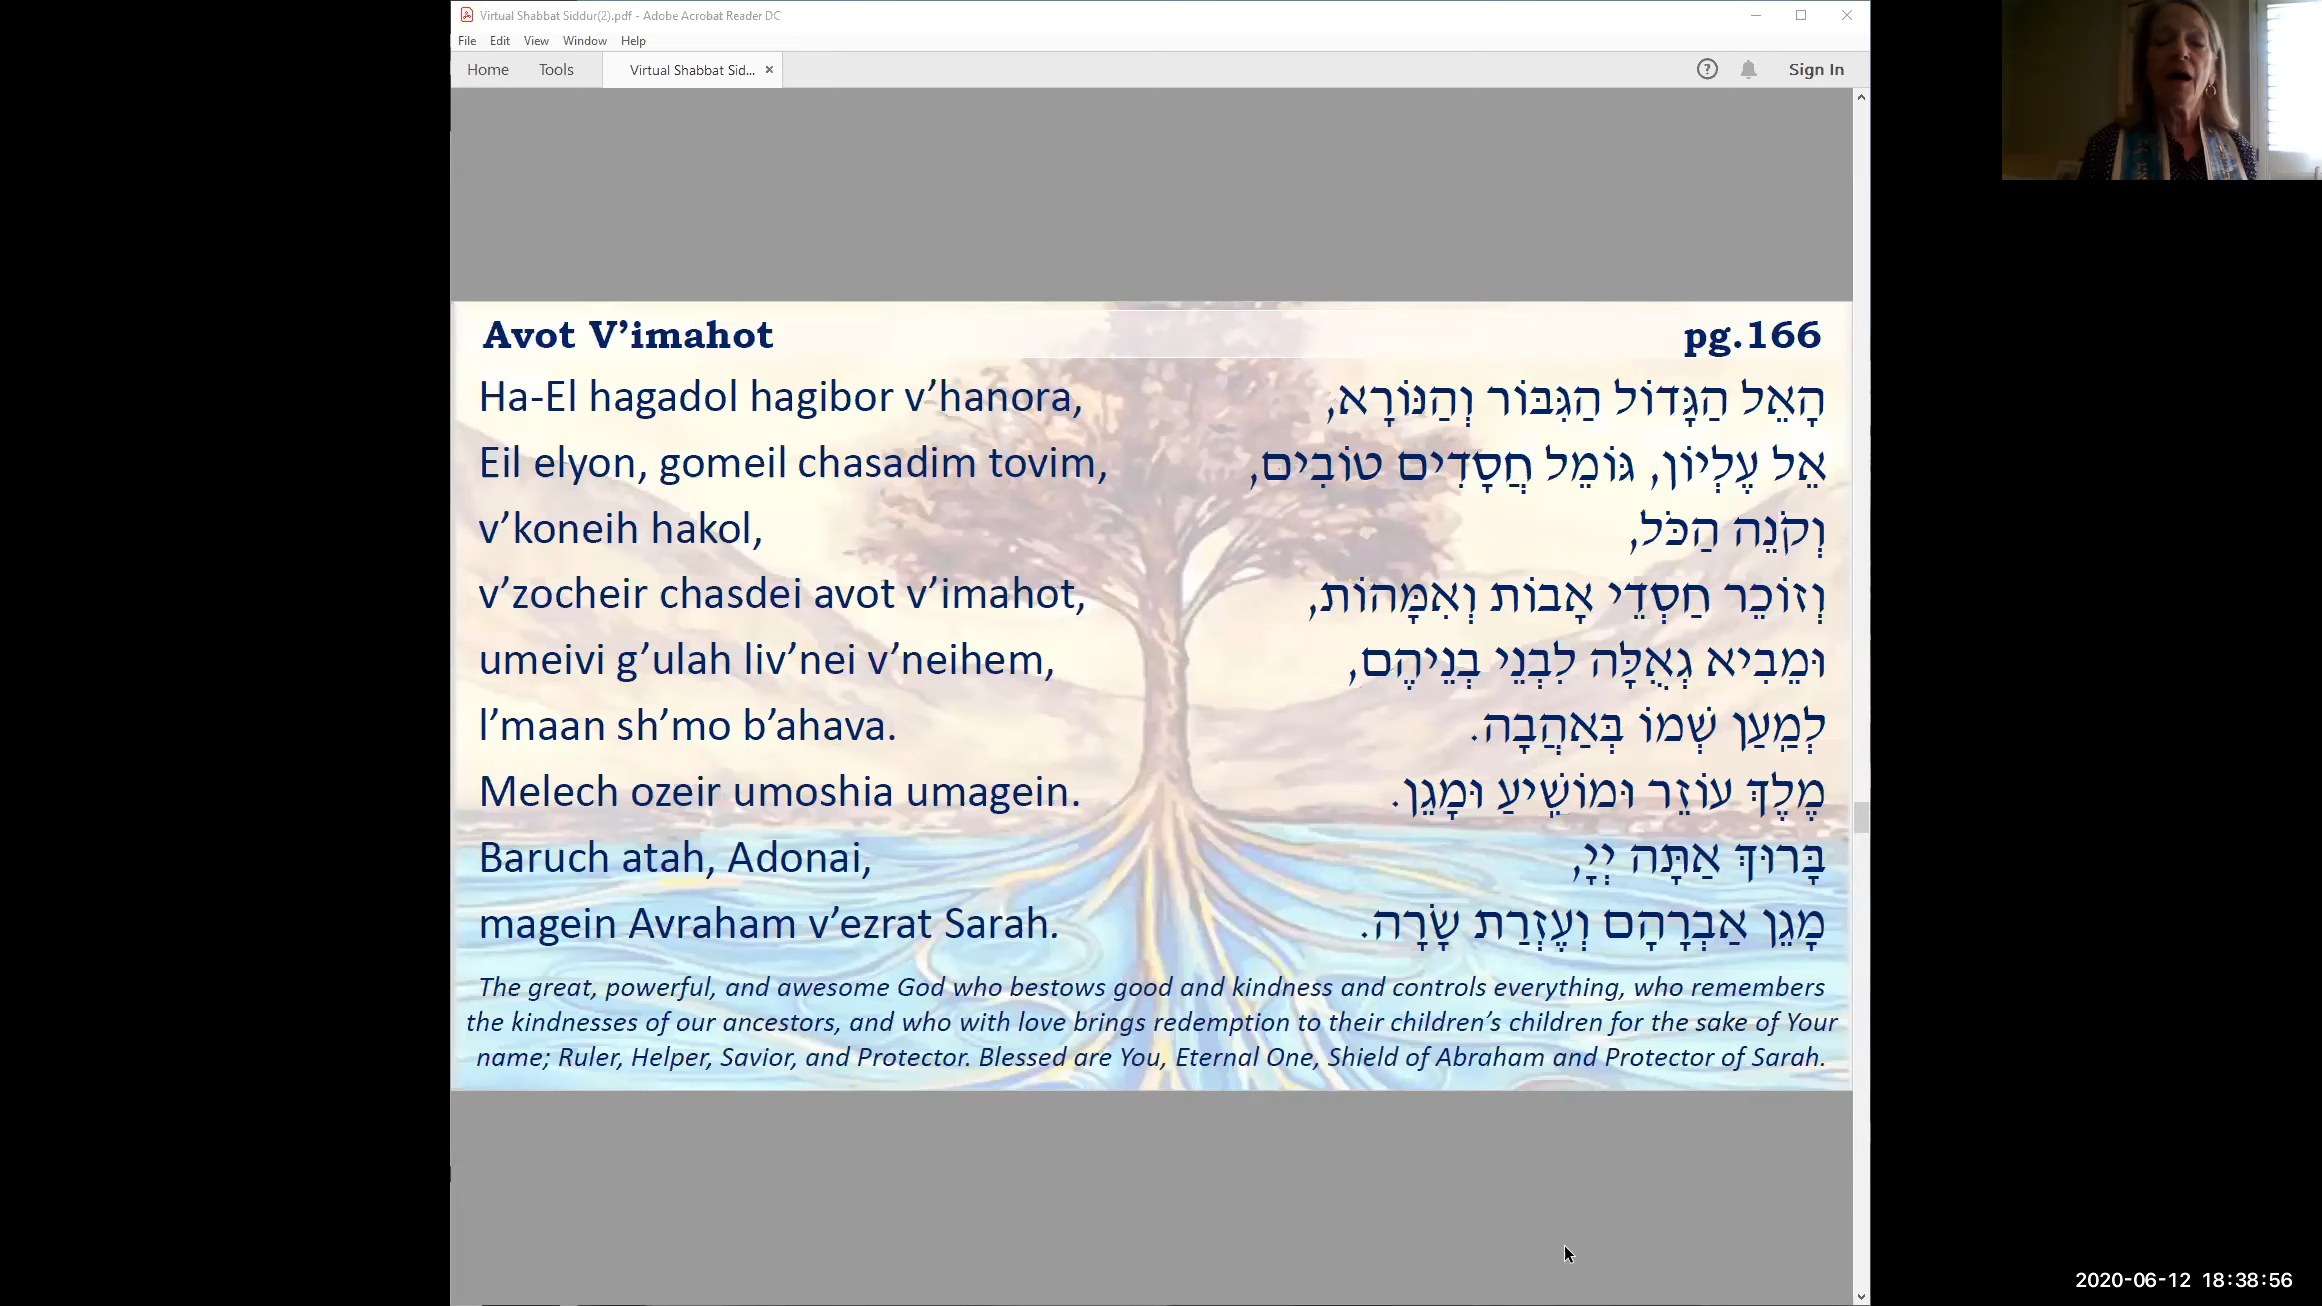 Virtual Shabbat Siddur(2).pdf - Adobe Acrobat Reader DC
File Edit View Window Help
Home Tools Virtual Shabbat Sid... × Sign In
Avot V’imahot pg.166
Ha-El hagadol hagibor v’hanora, הָאֵל הַגָּדוֹל הַגִּבּוֹר וְהַנּוֹרָא,
Eil elyon, gomeil chasadim tovim, אֵל עֶלְיוֹן, גּוֹמֵל חֲסָדִים טוֹבִים,
v’koneih hakol, וְקֹנֵה הַכֹּל,
v’zocheir chasdei avot v’imahot, וְזוֹכֵר חַסְדֵי אָבוֹת וְאִמָּהוֹת,
umeivi g’ulah liv’nei v’neihem, וּמֵבִיא גְאֻלָּה לִבְנֵי בְנֵיהֶם,
l’maan sh’mo b’ahava. לְמַעַן שְׁמוֹ בְּאַהֲבָה.
Melech ozeir umoshia umagein. מֶלֶךְ עוֹזֵר וּמוֹשִׁיעַ וּמָגֵן.
Baruch atah, Adonai, בָּרוּךְ אַתָּה יְיָ,
magein Avraham v’ezrat Sarah. מָגֵן אַבְרָהָם וְעֶזְרַת שָׂרָה.
The great, powerful, and awesome God who bestows good and kindness and controls everything, who remembers
the kindnesses of our ancestors, and who with love brings redemption to their children’s children for the sake of Your
name; Ruler, Helper, Savior, and Protector. Blessed are You, Eternal One, Shield of Abraham and Protector of Sarah.
2020-06-12 18:38:56